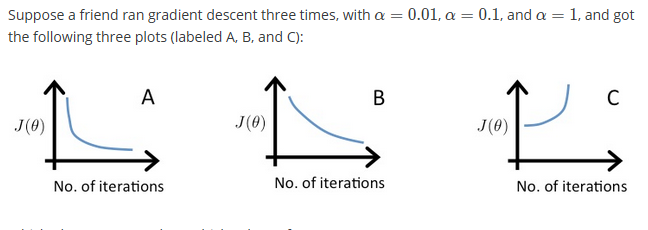 Suppose a friend ran gradient descent three times, with α = 0.01, α = 0.1, and α = 1, and got
the following three plots (labeled A, B, and C):
A
B
C
J(θ)
J(θ)
J(θ)
No. of iterations
No. of iterations
No. of iterations